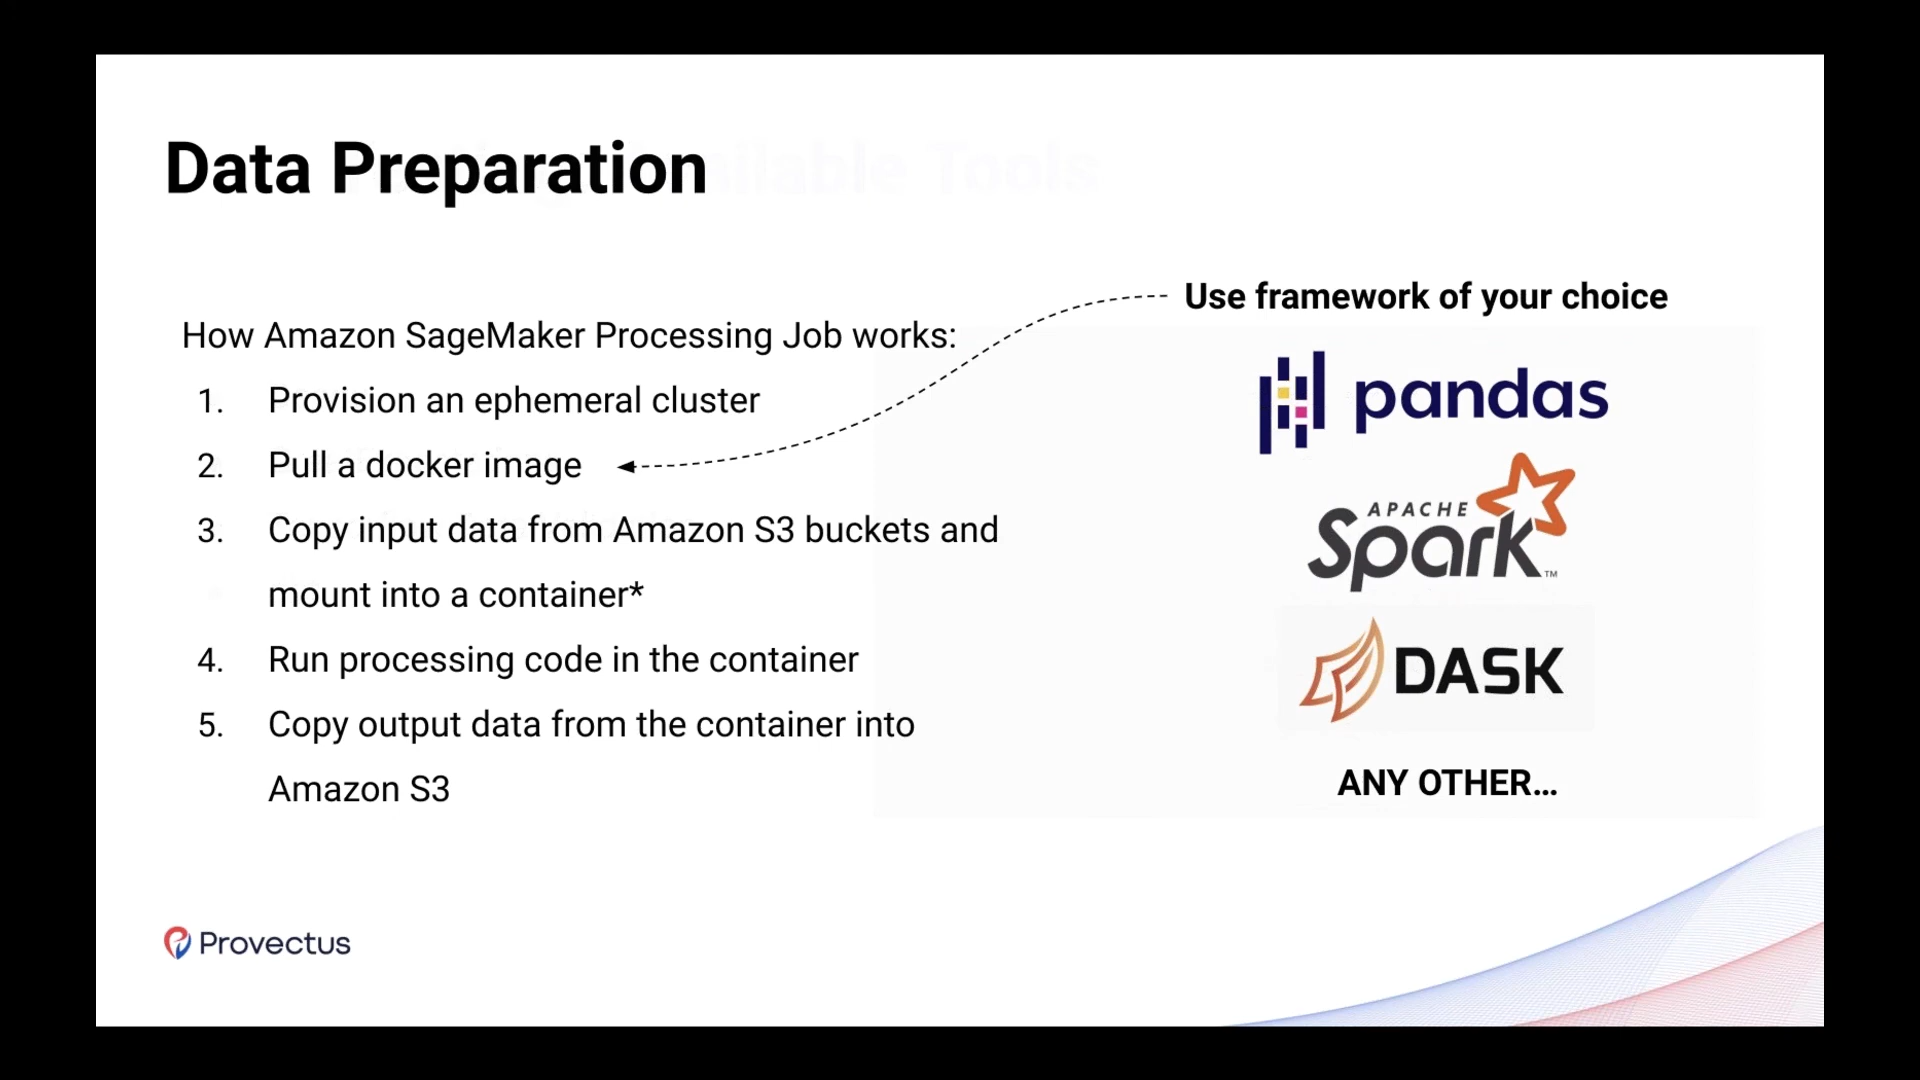 Data Preparation
How Amazon SageMaker Processing Job works:
1. Provision an ephemeral cluster
2. Pull a docker image
3. Copy input data from Amazon S3 buckets and
mount into a container*
4. Run processing code in the container
5. Copy output data from the container into
Amazon S3
Use framework of your choice
pandas
APACHE
Spark™
DASK
ANY OTHER...
Provectus